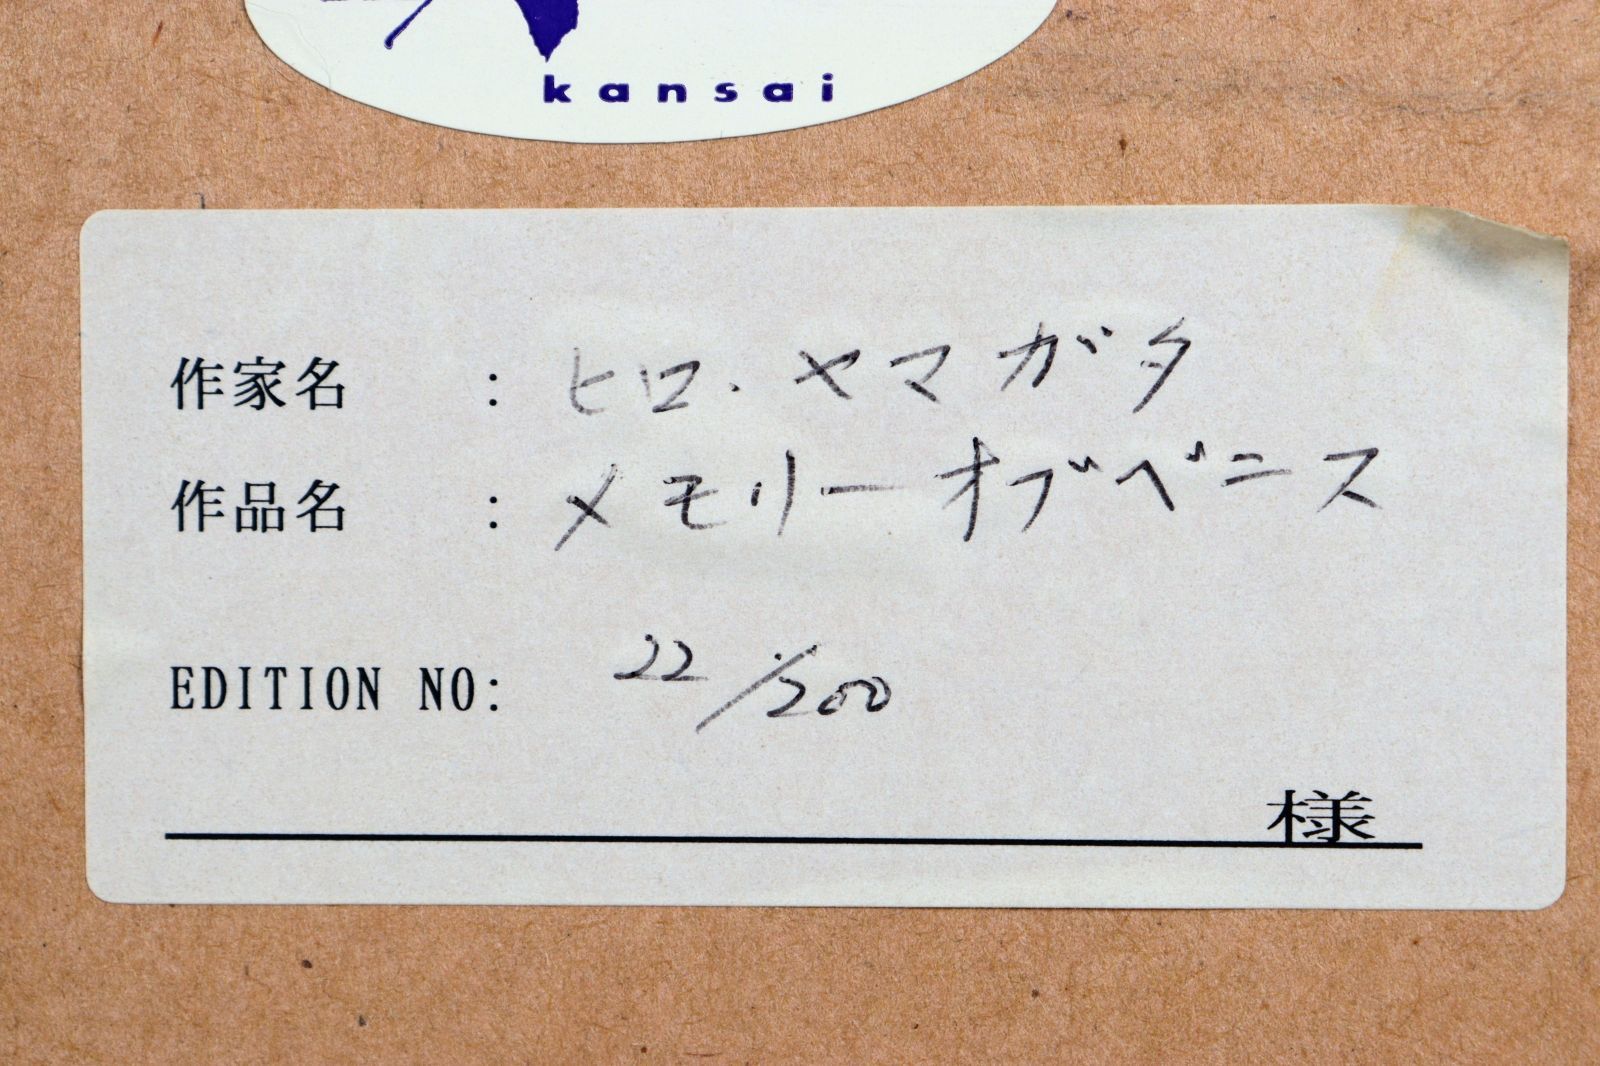 kansai
作家名 : ヒロ・ヤマガタ
作品名 : メモリーオブベニス
EDITION NO: 22/200
様